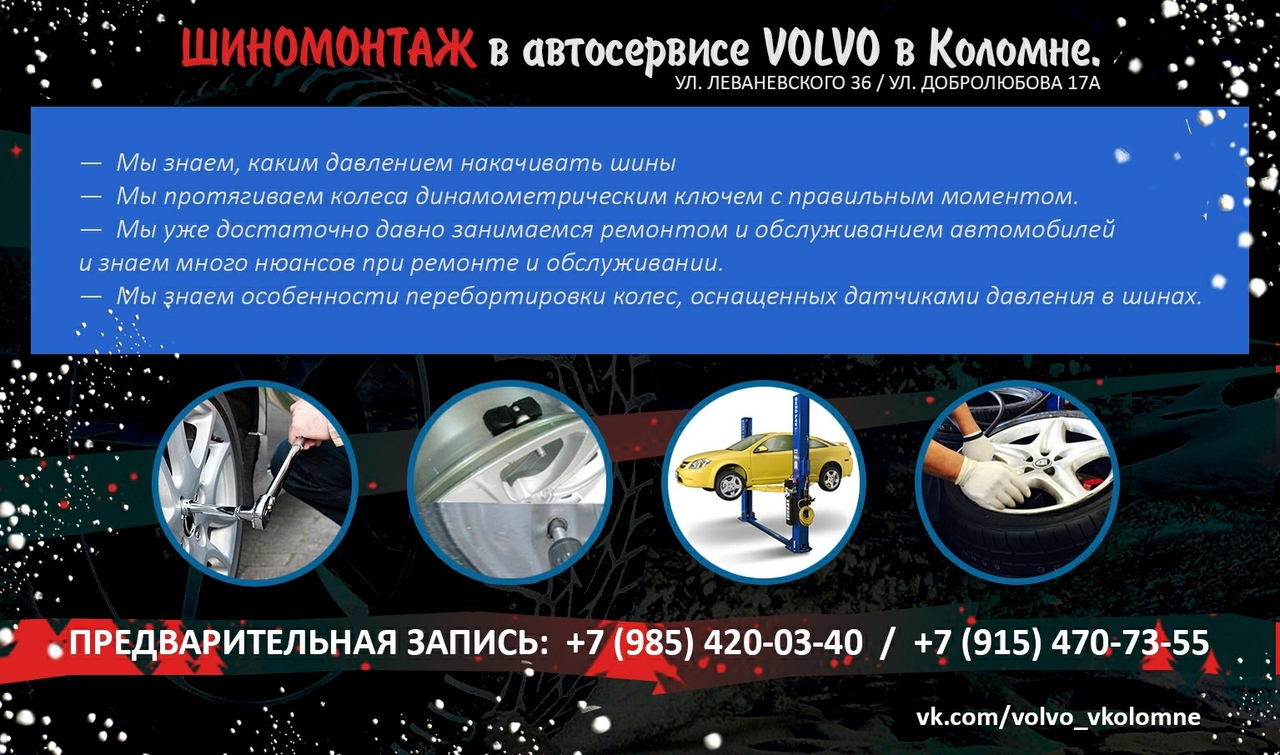 ШИНОМОНТАЖ в автосервисе VOLVO в Коломне.
УЛ. ЛЕВАНЕВСКОГО 36 / УЛ. ДОБРОЛЮБОВА 17А
— Мы знаем, каким давлением накачивать шины
— Мы протягиваем колеса динамометрическим ключем с правильным моментом.
— Мы уже достаточно давно занимаемся ремонтом и обслуживанием автомобилей
и знаем много нюансов при ремонте и обслуживании.
— Мы знаем особенности перебортировки колес, оснащенных датчиками давления в шинах.
ПРЕДВАРИТЕЛЬНАЯ ЗАПИСЬ: +7 (985) 420-03-40 / +7 (915) 470-73-55
vk.com/volvo_vkolomne